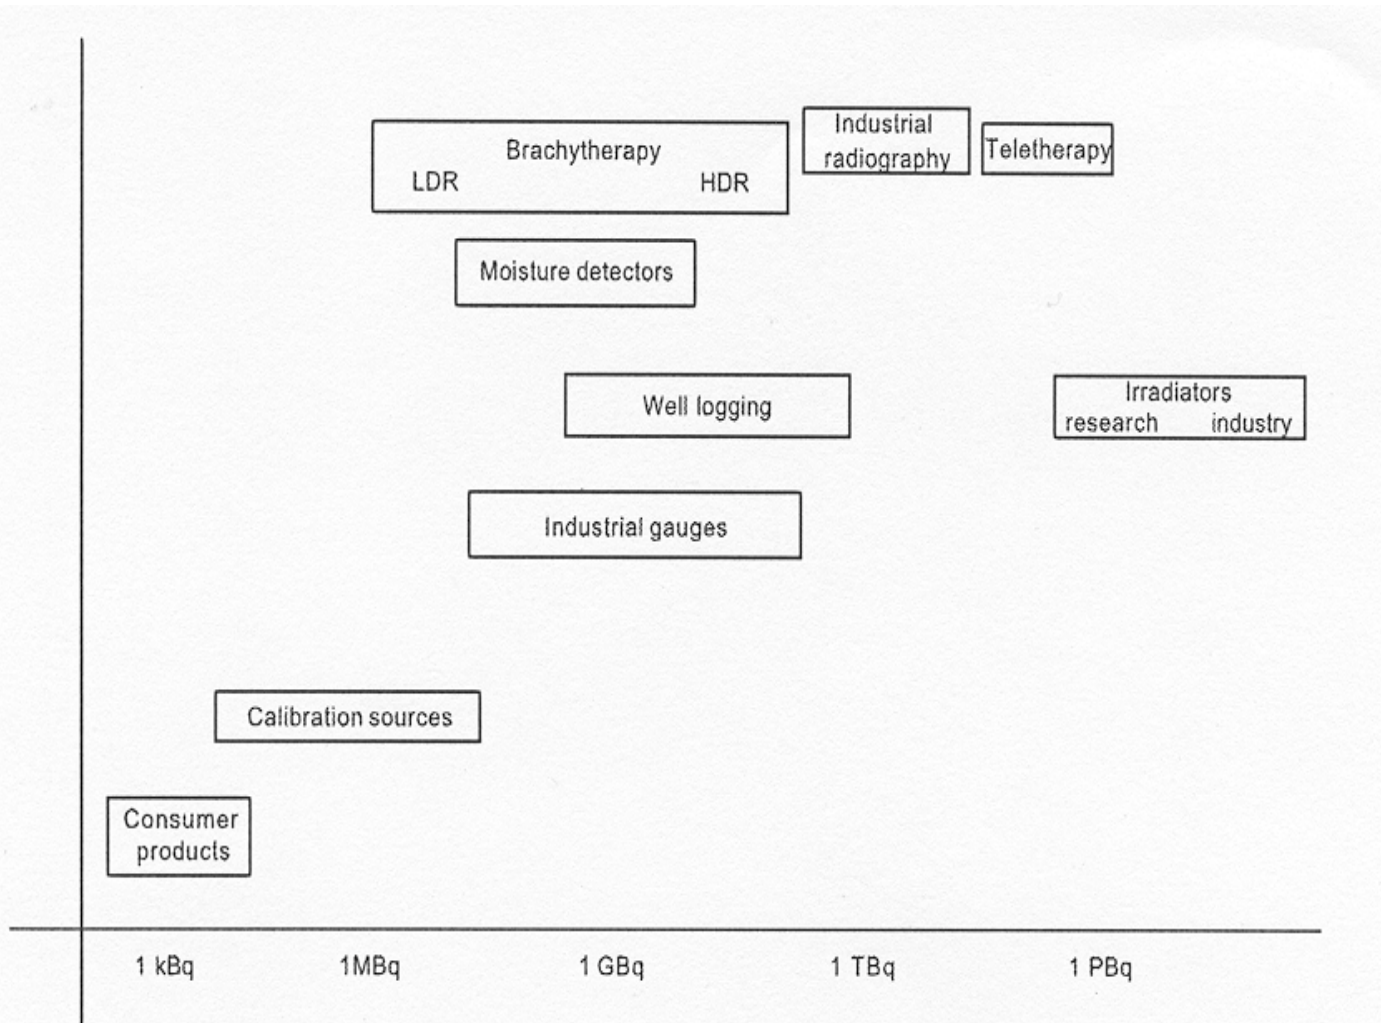 Brachytherapy
LDR HDR
Industrial
radiography
Teletherapy
Moisture detectors
Well logging
Irradiators
research industry
Industrial gauges
Calibration sources
Consumer
products
1 kBq 1MBq 1 GBq 1 TBq 1 PBq